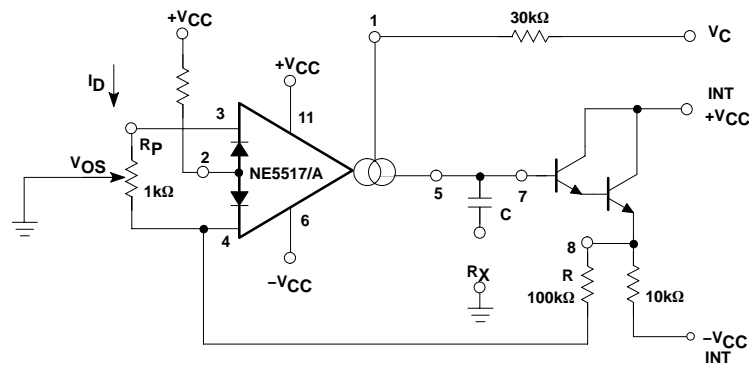 +VCC
1
30kΩ
VC
ID
+VCC
INT
+VCC
3
11
RP
VOS
2
NE5517/A
1kΩ
5
7
C
4
6
8
−VCC
RX
R
100kΩ
10kΩ
−VCC
INT